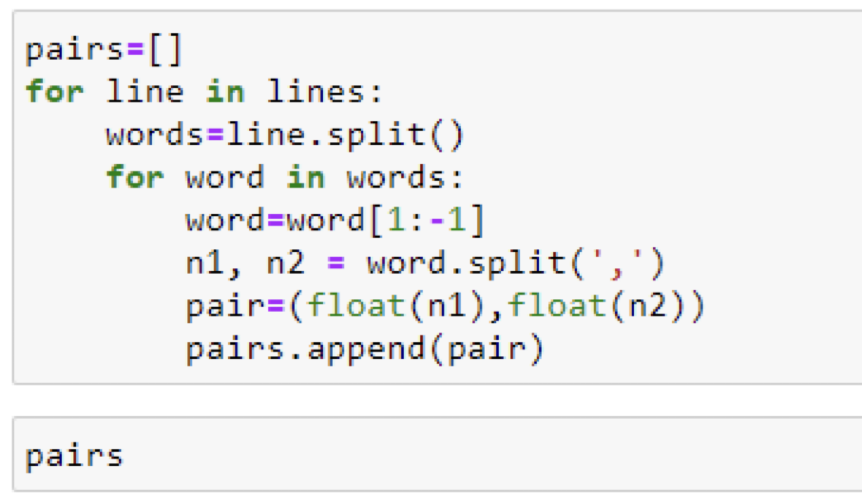 pairs=[]
for line in lines:
    words=line.split()
    for word in words:
        word=word[1:-1]
        n1, n2 = word.split(',')
        pair=(float(n1),float(n2))
        pairs.append(pair)
pairs